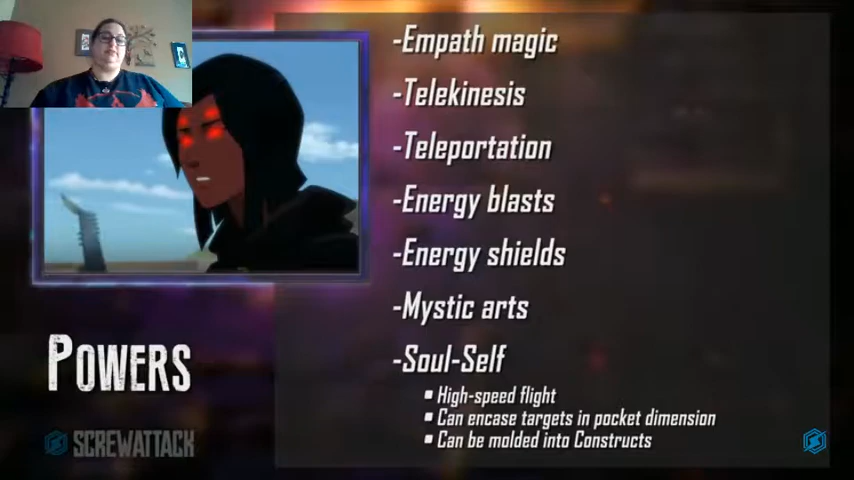 -Empath magic
-Telekinesis
-Teleportation
-Energy blasts
-Energy shields
-Mystic arts
-Soul-Self
▪ High-speed flight
▪ Can encase targets in pocket dimension
▪ Can be molded into Constructs
POWERS
SCREWATTACK